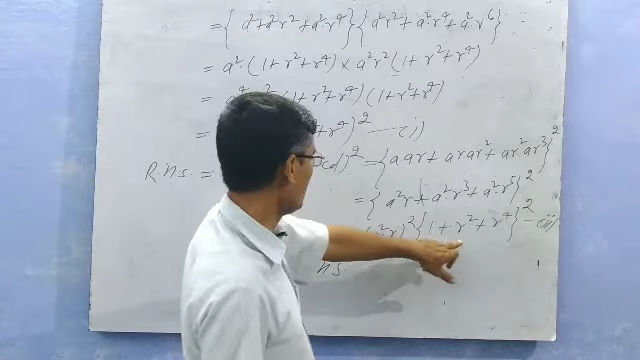 = {a²+a²r²+a²r⁴}{a²r²+a²r⁴+a²r⁶}
= a²·(1+r²+r⁴)×a²r²(1+r²+r⁴)
(1+r²+r⁴)(1+r²+r⁴)
r⁴)² —(i)
R.H.S. = cd)² = {a·ar+ar·ar²+ar²·ar³}²
= {a²r+a²r³+a²r⁵}²
{1+r²+r⁴}² —(ii)
H.S.